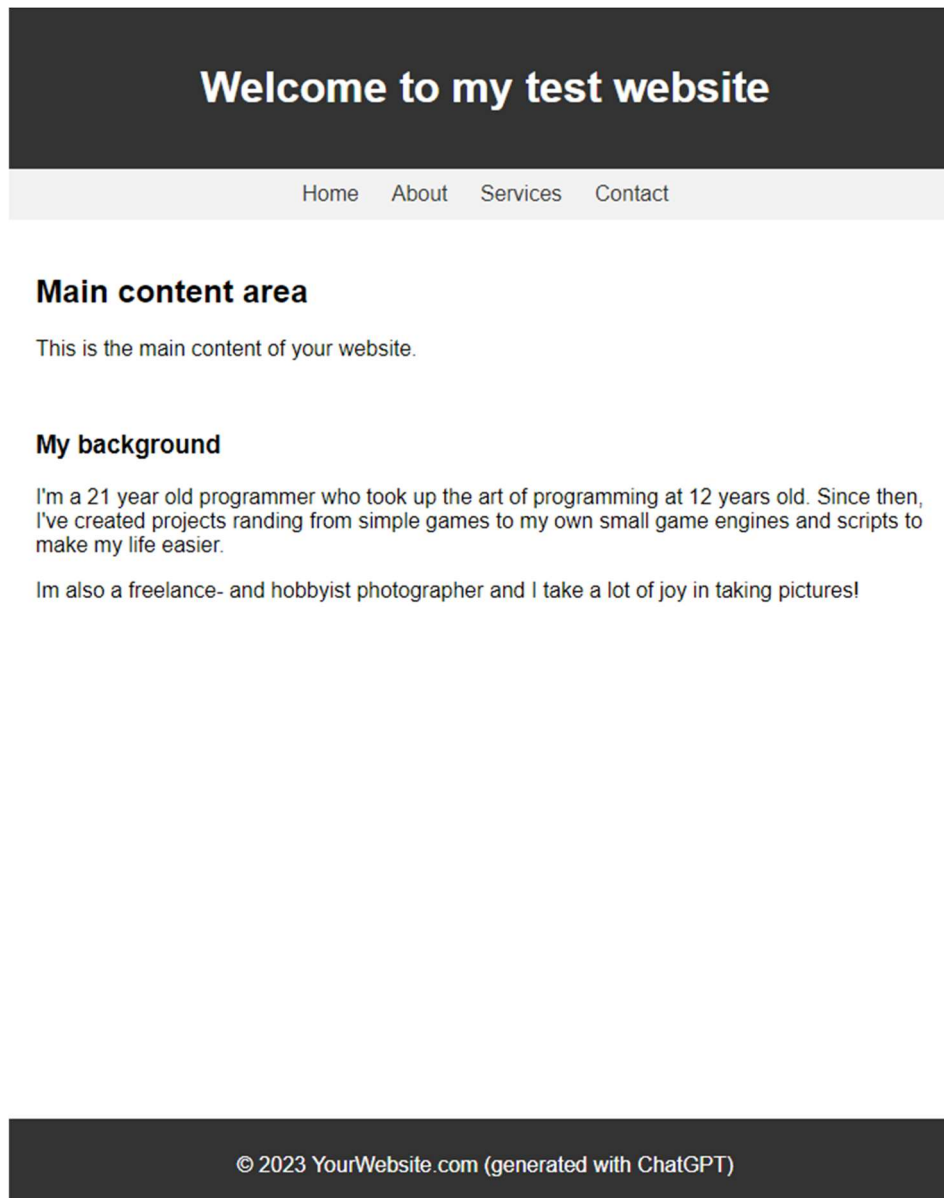 Welcome to my test website
Home About Services Contact
Main content area
This is the main content of your website.
My background
I'm a 21 year old programmer who took up the art of programming at 12 years old. Since then,
I've created projects randing from simple games to my own small game engines and scripts to
make my life easier.
Im also a freelance- and hobbyist photographer and I take a lot of joy in taking pictures!
© 2023 YourWebsite.com (generated with ChatGPT)